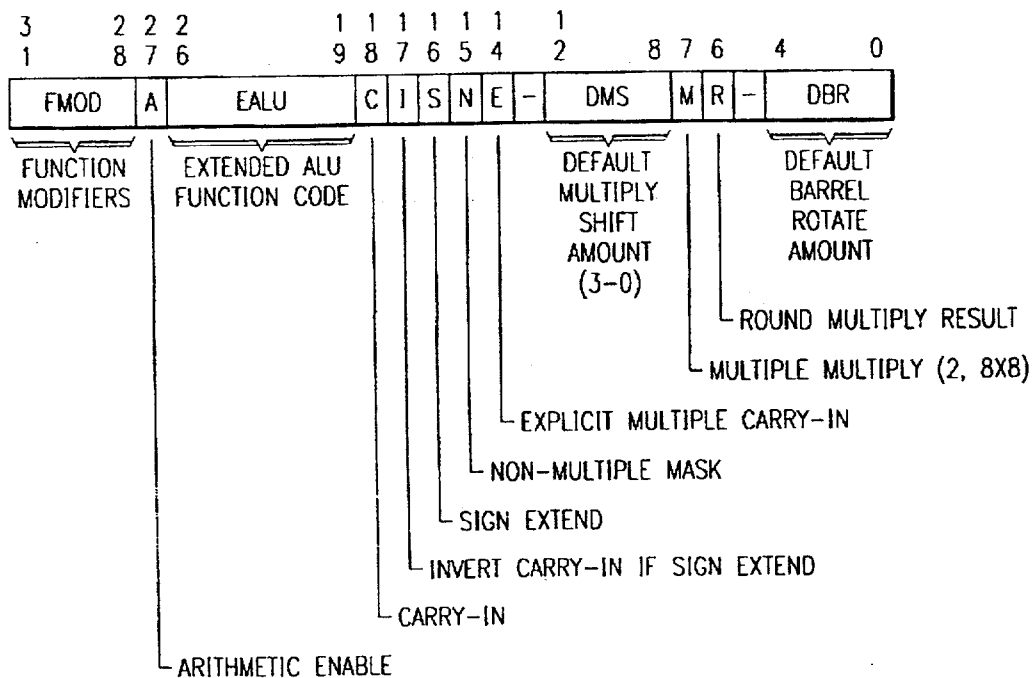 3 2 2 2 1 1 1 1 1 1 1
1 8 7 6 9 8 7 6 5 4 2 8 7 6 4 0
FMOD A EALU C I S N E - DMS M R - DBR
FUNCTION EXTENDED ALU DEFAULT DEFAULT
MODIFIERS FUNCTION CODE MULTIPLY BARREL
SHIFT ROTATE
AMOUNT AMOUNT
(3-0)
ROUND MULTIPLY RESULT
MULTIPLE MULTIPLY (2, 8X8)
EXPLICIT MULTIPLE CARRY-IN
NON-MULTIPLE MASK
SIGN EXTEND
INVERT CARRY-IN IF SIGN EXTEND
CARRY-IN
ARITHMETIC ENABLE